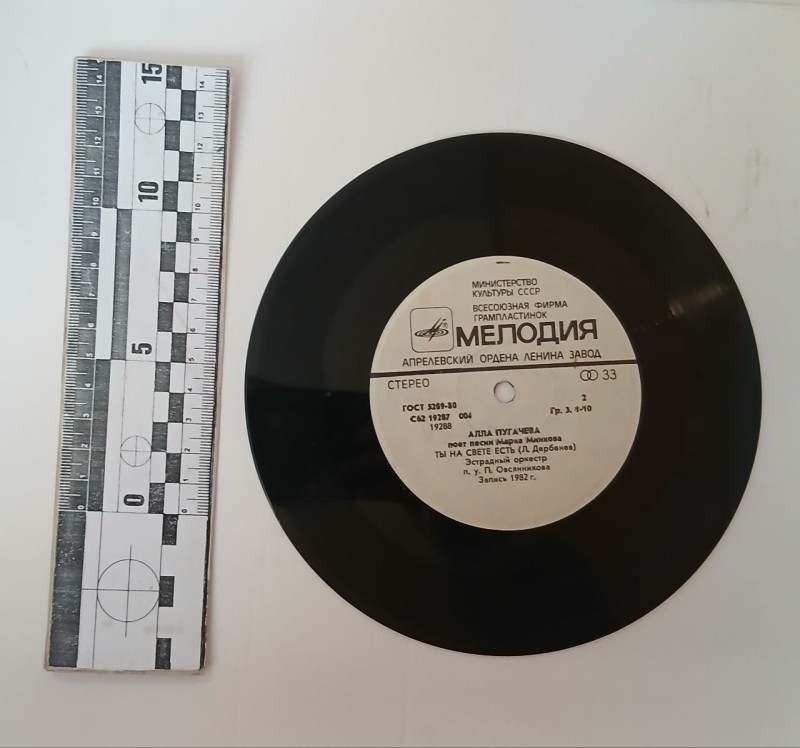 15
10
5
0
МИНИСТЕРСТВО
КУЛЬТУРЫ СССР
ВСЕСОЮЗНАЯ ФИРМА
ГРАМПЛАСТИНОК
МЕЛОДИЯ
АПРЕЛЕВСКИЙ ОРДЕНА ЛЕНИНА ЗАВОД
СТЕРЕО
33
ГОСТ 5289-80
2
С62 19287 004
Гр. 3. 1-10
19288
АЛЛА ПУГАЧЕВА
поет песни Марка Минкова
ТЫ НА СВЕТЕ ЕСТЬ (Л. Дербенев)
Эстрадный оркестр
п. у. П. Овсянникова
Запись 1982 г.